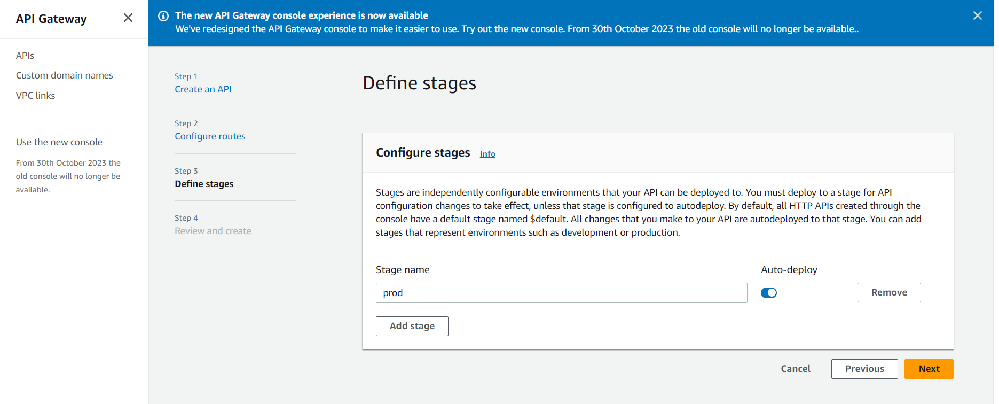 API Gateway
APIs
Custom domain names
VPC links
Use the new console
From 30th October 2023 the
old console will no longer be
available.
The new API Gateway console experience is now available
We've redesigned the API Gateway console to make it easier to use. Try out the new console. From 30th October 2023 the old console will no longer be available..
Step 1
Create an API
Step 2
Configure routes
Step 3
Define stages
Step 4
Review and create
Define stages
Configure stages Info
Stages are independently configurable environments that your API can be deployed to. You must deploy to a stage for API
configuration changes to take effect, unless that stage is configured to autodeploy. By default, all HTTP APIs created through the
console have a default stage named $default. All changes that you make to your API are autodeployed to that stage. You can add
stages that represent environments such as development or production.
Stage name Auto-deploy
prod Remove
Add stage
Cancel Previous Next